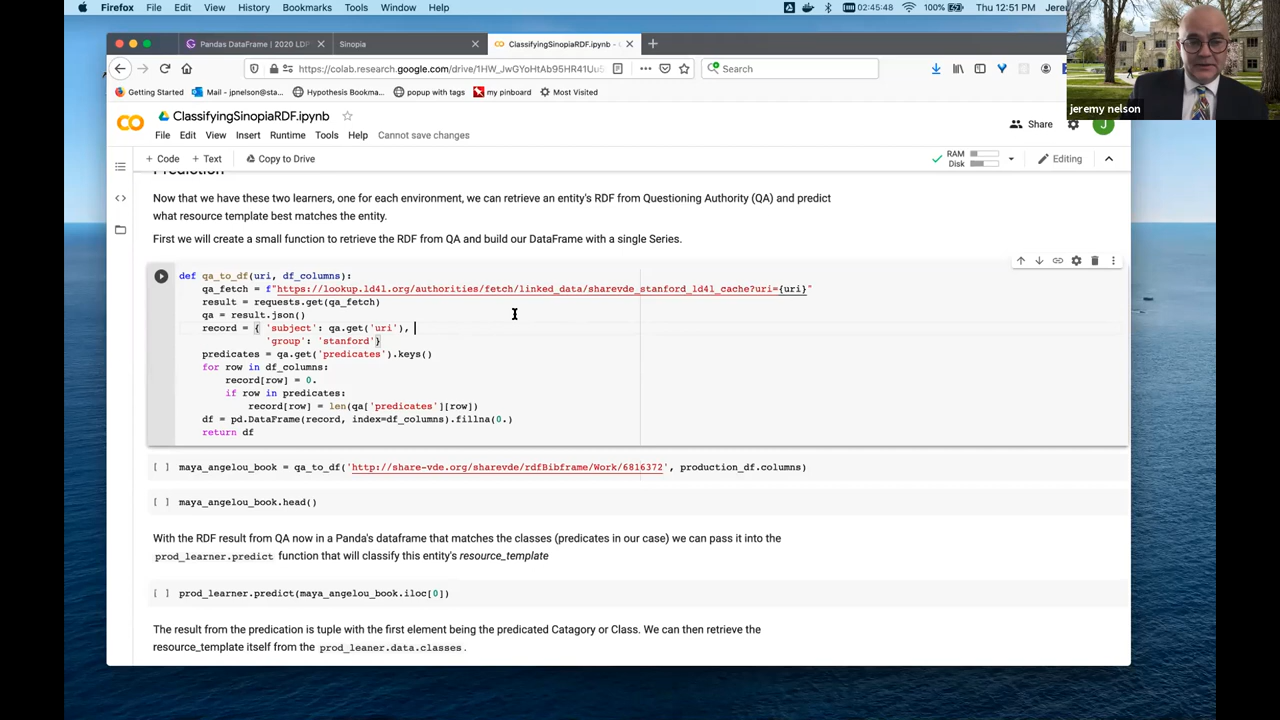 Firefox File Edit View History Bookmarks Tools Window Help 02:45:48 100% Thu 12:51 PM
Pandas DataFrame | 2020 LDP × Sinopia × ClassifyingSinopiaRDF.ipynb - × +
https://colab.research.google.com/drive/1HW_JwGYoHtAb95HR41Uu5 Search
Getting Started Mail - jpnelson@sta... Hypothesis Bookmar... popup with tags my pinboard Most Visited
jeremy nelson
ClassifyingSinopiaRDF.ipynb
File Edit View Insert Runtime Tools Help Cannot save changes
Share J
+ Code + Text Copy to Drive RAM Disk Editing
Prediction
Now that we have these two learners, one for each environment, we can retrieve an entity's RDF from Questioning Authority (QA) and predict
what resource template best matches the entity.
First we will create a small function to retrieve the RDF from QA and build our DataFrame with a single Series.
def qa_to_df(uri, df_columns):
qa_fetch = f"https://lookup.ld4l.org/authorities/fetch/linked_data/sharevde_stanford_ld4l_cache?uri={uri}"
result = requests.get(qa_fetch)
qa = result.json()
record = { 'subject': qa.get('uri'),
'group': 'stanford'}
predicates = qa.get('predicates').keys()
for row in df_columns:
record[row] = 0.
if row in predicates:
record[row] = len(qa['predicates'][row])
df = pd.DataFrame(record, index=df_columns).fillna(0.)
return df
[ ] maya_angelou_book = qa_to_df('http://share-vde.org/sharevde/rdfBibframe/Work/6816372', production_df.columns)
[ ] maya_angelou_book.head()
With the RDF result from QA now in a Panda's dataframe that matches the classes (predicates in our case) we can pass it into the
prod_learner.predict function that will classify this entity's resource_template
[ ] prod_learner.predict(maya_angelou_book.iloc[0])
The result from the predication is tuple with the first element being the predicated Catagory or Class. We can then retrieve the
resource_template itself from the prod_leaner.data.classes.